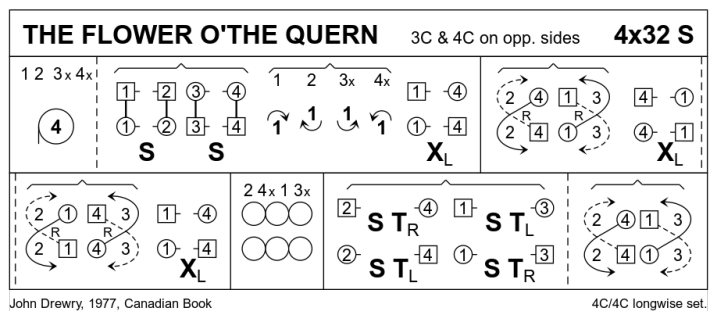 THE FLOWER O'THE QUERN 3C & 4C on opp. sides 4x32 S
1 2 3x 4x
4
1 2 3 4
1 2 3 4
S S
1 2 3x 4x
1 1 1 1
1 4
1 4
XL
2 4 1 3
R R
2 4 1 3
4 1
4 1
XL
2 1 4 3
R R
2 1 4 3
1 4
1 4
XL
2 4x 1 3x
2 4 1 3
S TR S TL
2 4 1 3
S TL S TR
2 4 1 3
2 4 1 3
John Drewry, 1977, Canadian Book 4C/4C longwise set.